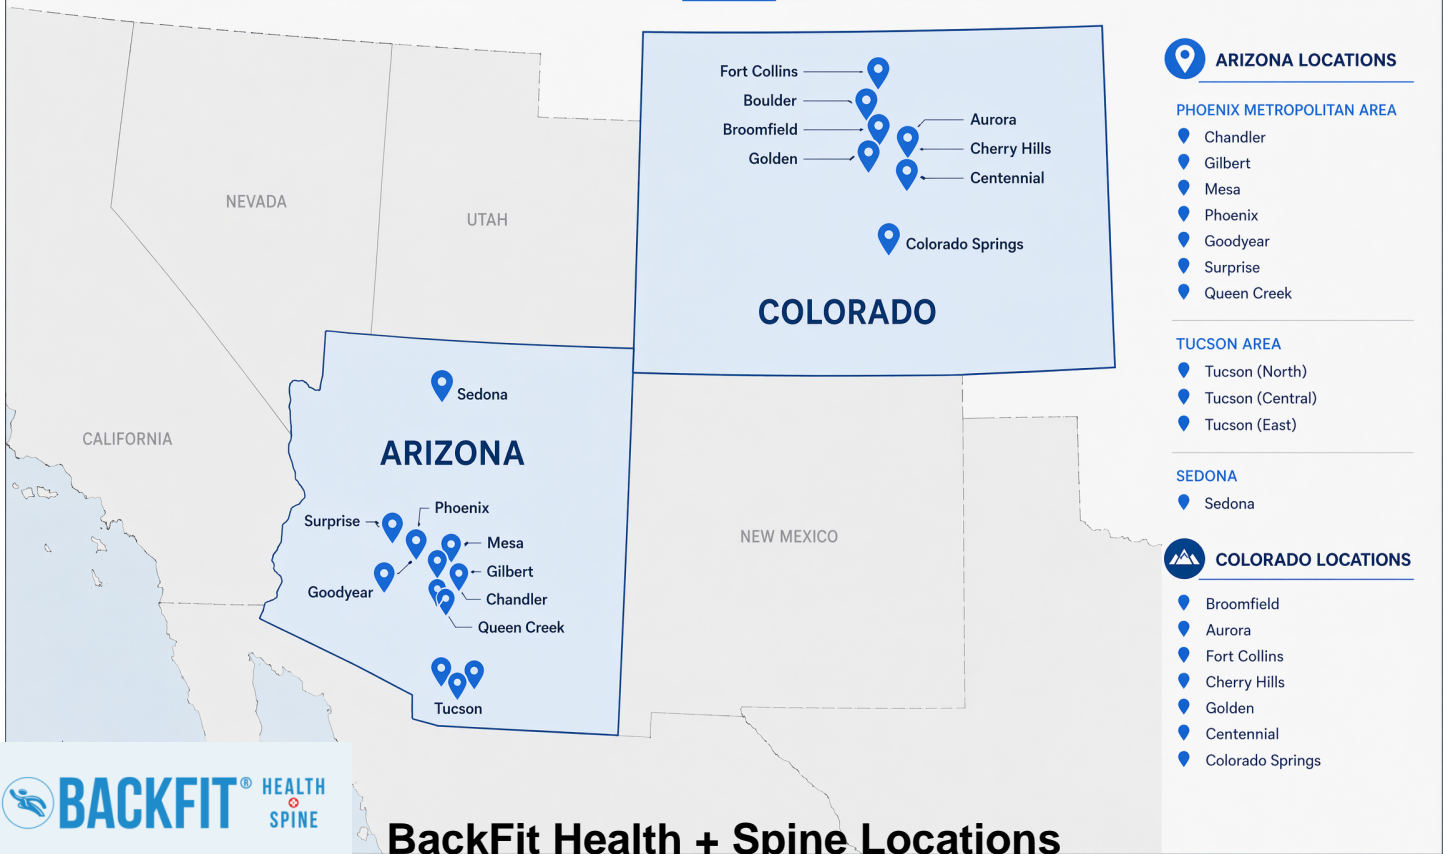 Fort Collins
Boulder
Broomfield
Golden
Aurora
Cherry Hills
Centennial
Colorado Springs
COLORADO
NEVADA
UTAH
CALIFORNIA
NEW MEXICO
Sedona
ARIZONA
Phoenix
Surprise
Mesa
Gilbert
Goodyear
Chandler
Queen Creek
Tucson
ARIZONA LOCATIONS
PHOENIX METROPOLITAN AREA
Chandler
Gilbert
Mesa
Phoenix
Goodyear
Surprise
Queen Creek
TUCSON AREA
Tucson (North)
Tucson (Central)
Tucson (East)
SEDONA
Sedona
COLORADO LOCATIONS
Broomfield
Aurora
Fort Collins
Cherry Hills
Golden
Centennial
Colorado Springs
BACKFIT® HEALTH + SPINE
BackFit Health + Spine Locations